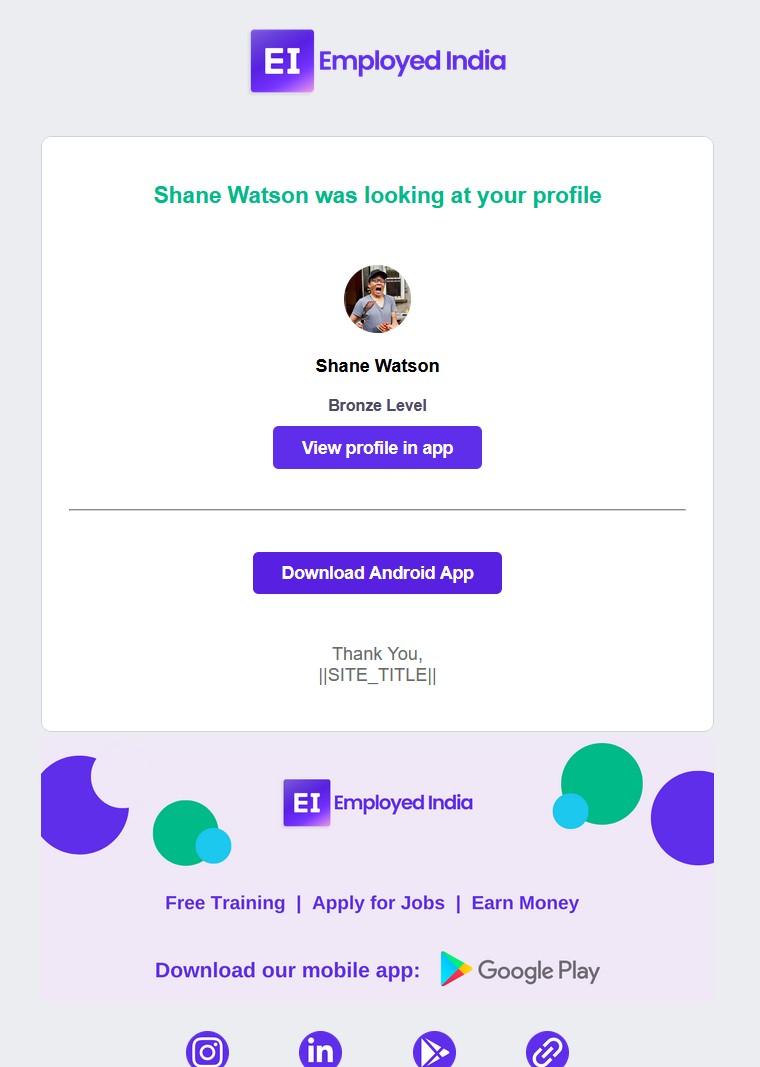 EI Employed India
Shane Watson was looking at your profile
Shane Watson
Bronze Level
View profile in app
Download Android App
Thank You,
||SITE_TITLE||
EI Employed India
Free Training | Apply for Jobs | Earn Money
Download our mobile app: Google Play
in